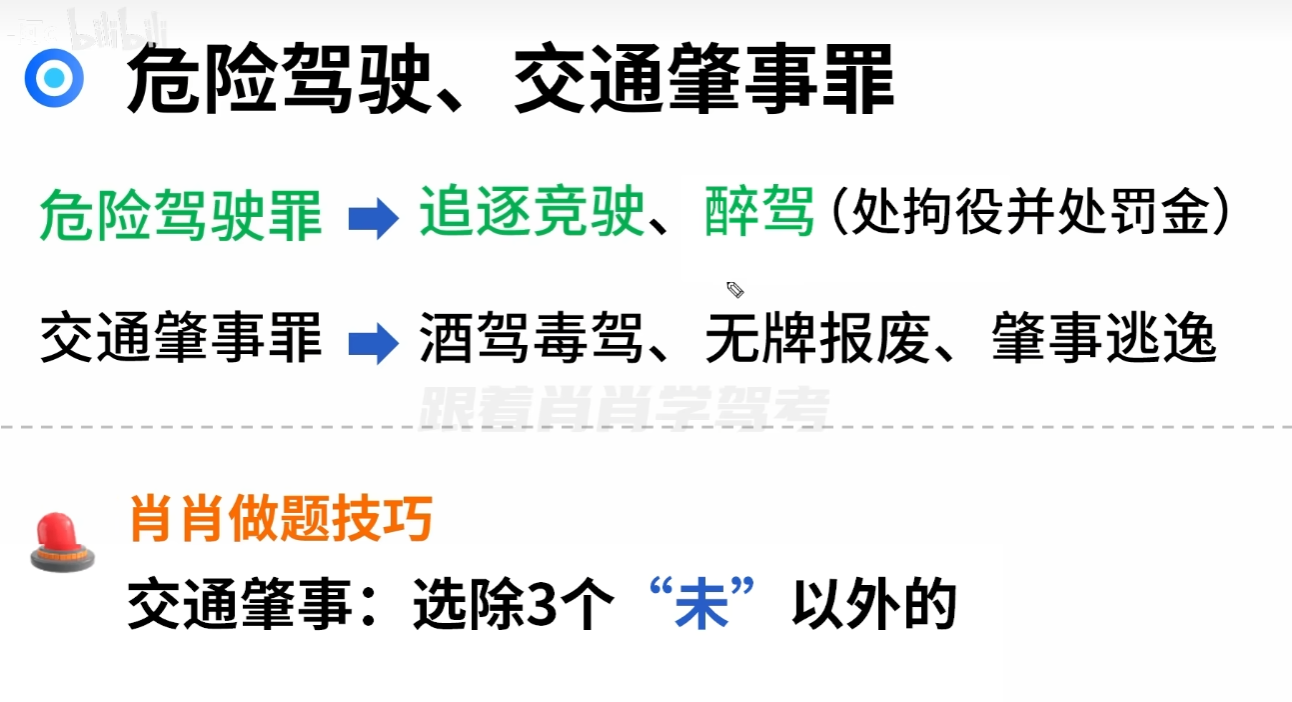 bilibili
危险驾驶、交通肇事罪
危险驾驶罪 追逐竞驶、醉驾（处拘役并处罚金）
交通肇事罪 酒驾毒驾、无牌报废、肇事逃逸
跟着肖肖学驾考
肖肖做题技巧
交通肇事：选除3个“未”以外的